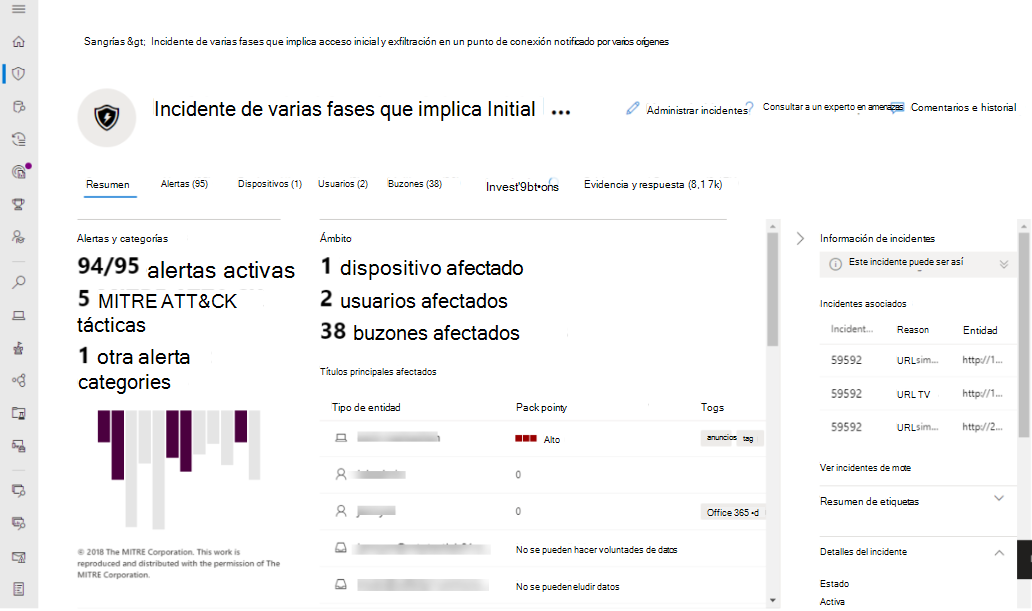 Sangrías &gt; Incidente de varias fases que implica acceso inicial y exfiltración en un punto de conexión notificado por varios orígenes
Incidente de varias fases que implica Initial ...
Administrar incidentes
?
Consultar a un experto en amenazas
Comentarios e historial
Resumen
Alertas (95)
Dispositivos (1)
Usuarios (2)
Buzones (38)
Invest'9bt•ons
Evidencia y respuesta (8,1 7k)
Alertas y categorías
94/95 alertas activas
5 MITRE ATT&CK
tácticas
1 otra alerta
categories
© 2018 The MITRE Corporation. This work is
reproduced and distributed with the permission of The
MITRE Corporation.
Ámbito
1 dispositivo afectado
2 usuarios afectados
38 buzones afectados
Títulos principales afectados
Tipo de entidad Pack pointy Togs
Alto anuncios tag
0
0 Office 365 •d
No se pueden hacer voluntades de datos
No se pueden eludir datos
Información de incidentes
Este incidente puede ser así
Incidentes asociados
Incident... Reason Entidad
59592 URLsim... http://1...
59592 URL TV http://1...
59592 URLsim... http://2...
Ver incidentes de mote
Resumen de etiquetas
Detalles del incidente
Estado
Activa